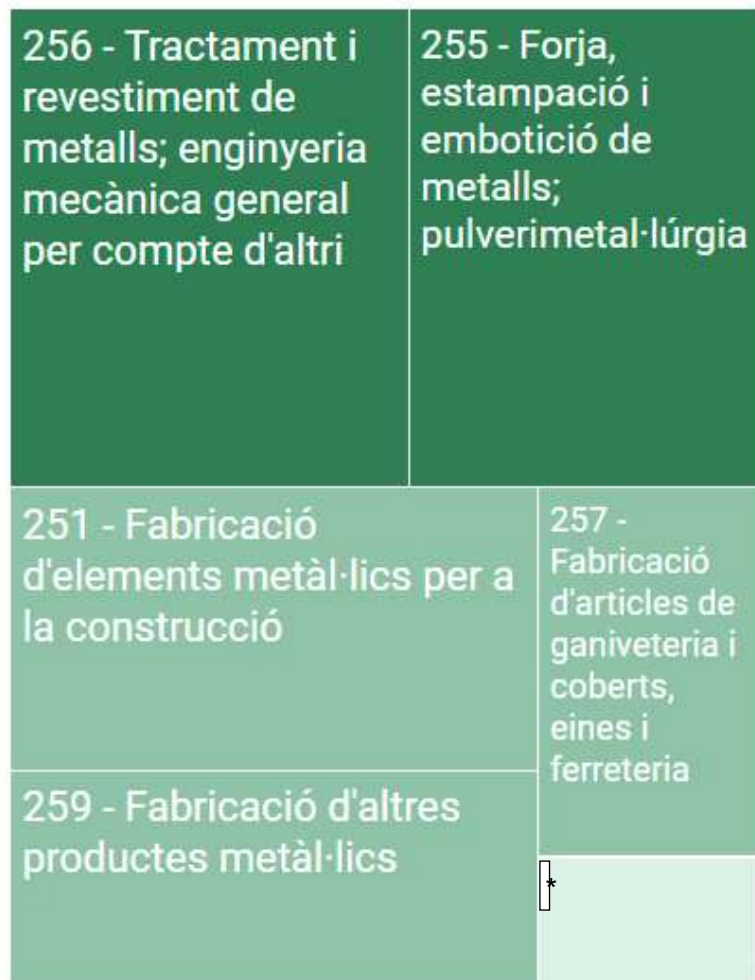 256 - Tractament i
revestiment de
metalls; enginyeria
mecànica general
per compte d'altri
255 - Forja,
estampació i
embotició de
metalls;
pulverimetal·lúrgia
251 - Fabricació
d'elements metàl·lics per a
la construcció
257 -
Fabricació
d'articles de
ganiveteria i
coberts,
eines i
ferreteria
259 - Fabricació d'altres
productes metàl·lics
*